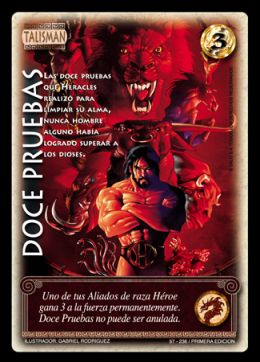 TALISMAN
3
DOCE PRUEBAS
LAS DOCE PRUEBAS
QUE HERACLES
REALIZÓ PARA
LIMPIAR SU ALMA,
NUNCA HOMBRE
ALGUNO HABÍA
LOGRADO SUPERAR A
LOS DIOSES.
Uno de tus Aliados de raza Héroe
gana 3 a la fuerza permanentemente.
Doce Pruebas no puede ser anulada.
ILUSTRADOR: GABRIEL RODRIGUEZ
57 - 236 / PRIMERA EDICION